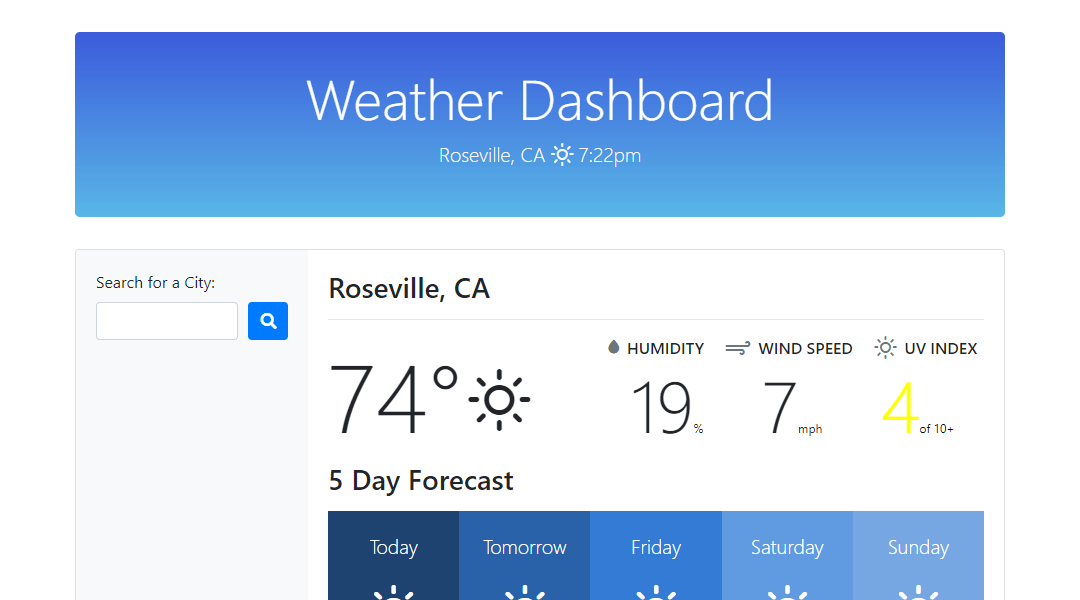 Weather Dashboard
Roseville, CA 7:22pm
Search for a City:
Roseville, CA
74°
HUMIDITY
19%
WIND SPEED
7 mph
UV INDEX
4 of 10+
5 Day Forecast
Today Tomorrow Friday Saturday Sunday